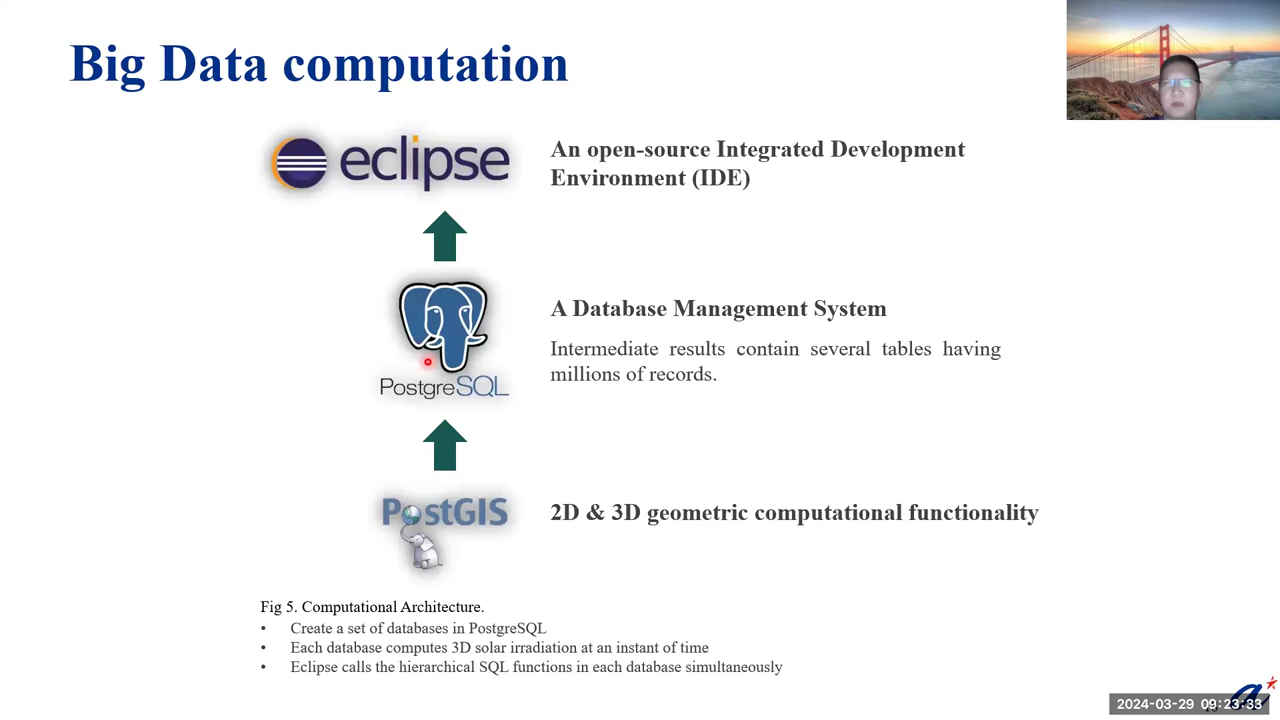 Big Data computation
eclipse
An open-source Integrated Development
Environment (IDE)
A Database Management System
Intermediate results contain several tables having
millions of records.
PostgreSQL
PostGIS
2D & 3D geometric computational functionality
Fig 5. Computational Architecture.
• Create a set of databases in PostgreSQL
• Each database computes 3D solar irradiation at an instant of time
• Eclipse calls the hierarchical SQL functions in each database simultaneously
2024-03-29 09:23:33